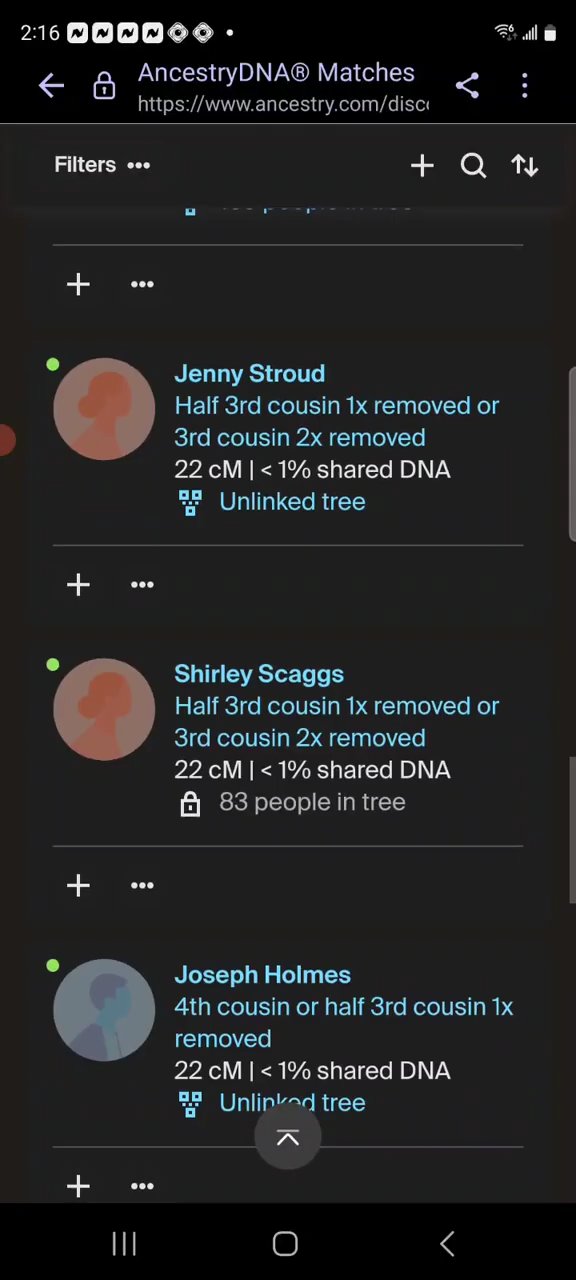 2:16
AncestryDNA® Matches
https://www.ancestry.com/disc
Filters
people in tree
Jenny Stroud
Half 3rd cousin 1x removed or
3rd cousin 2x removed
22 cM | < 1% shared DNA
Unlinked tree
Shirley Scaggs
Half 3rd cousin 1x removed or
3rd cousin 2x removed
22 cM | < 1% shared DNA
83 people in tree
Joseph Holmes
4th cousin or half 3rd cousin 1x
removed
22 cM | < 1% shared DNA
Unlinked tree